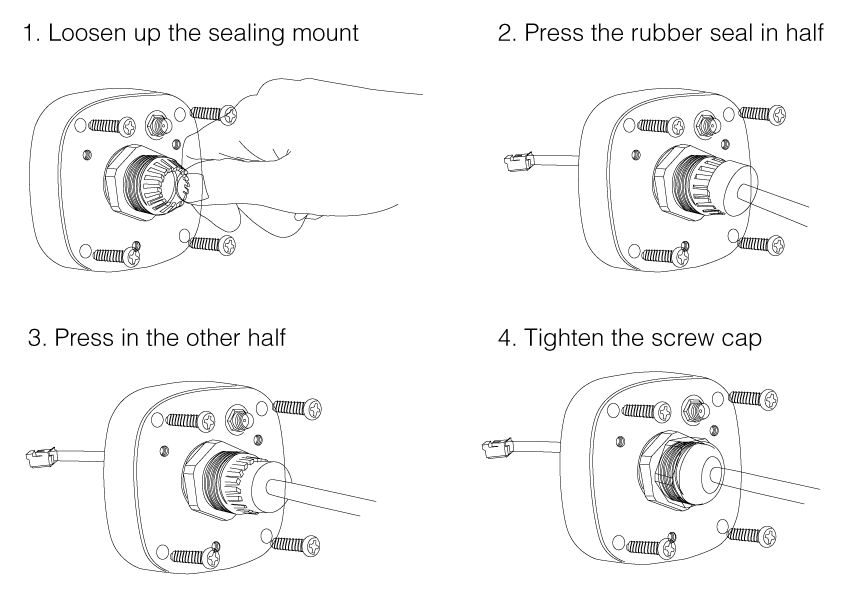 1. Loosen up the sealing mount
2. Press the rubber seal in half
3. Press in the other half
4. Tighten the screw cap